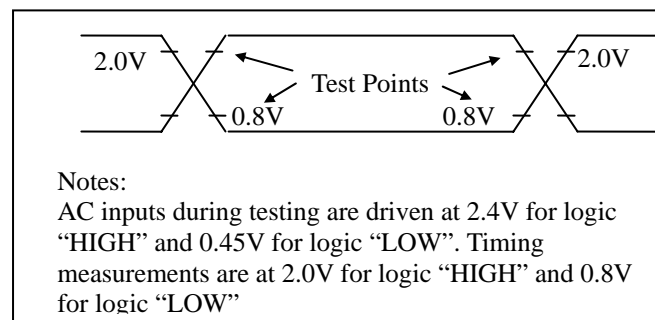 2.0V
2.0V
Test Points
0.8V
0.8V
Notes:
AC inputs during testing are driven at 2.4V for logic
“HIGH” and 0.45V for logic “LOW”. Timing
measurements are at 2.0V for logic “HIGH” and 0.8V
for logic “LOW”